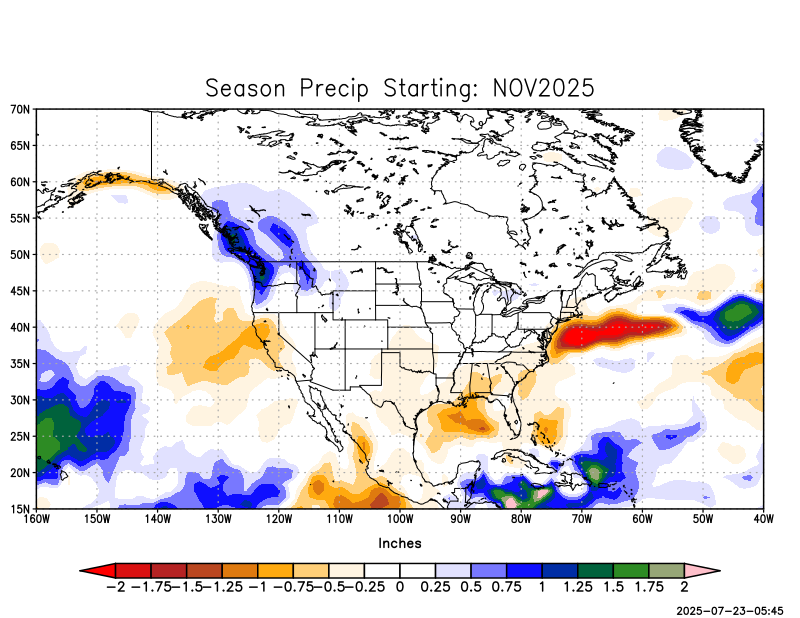 Season Precip Starting: NOV2025
70N
65N
60N
55N
50N
45N
40N
35N
30N
25N
20N
15N
160W 150W 140W 130W 120W 110W 100W 90W 80W 70W 60W 50W 40W
Inches
-2 -1.75-1.5-1.25 -1 -0.75-0.5-0.25 0 0.25 0.5 0.75 1 1.25 1.5 1.75 2
2025-07-23-05:45